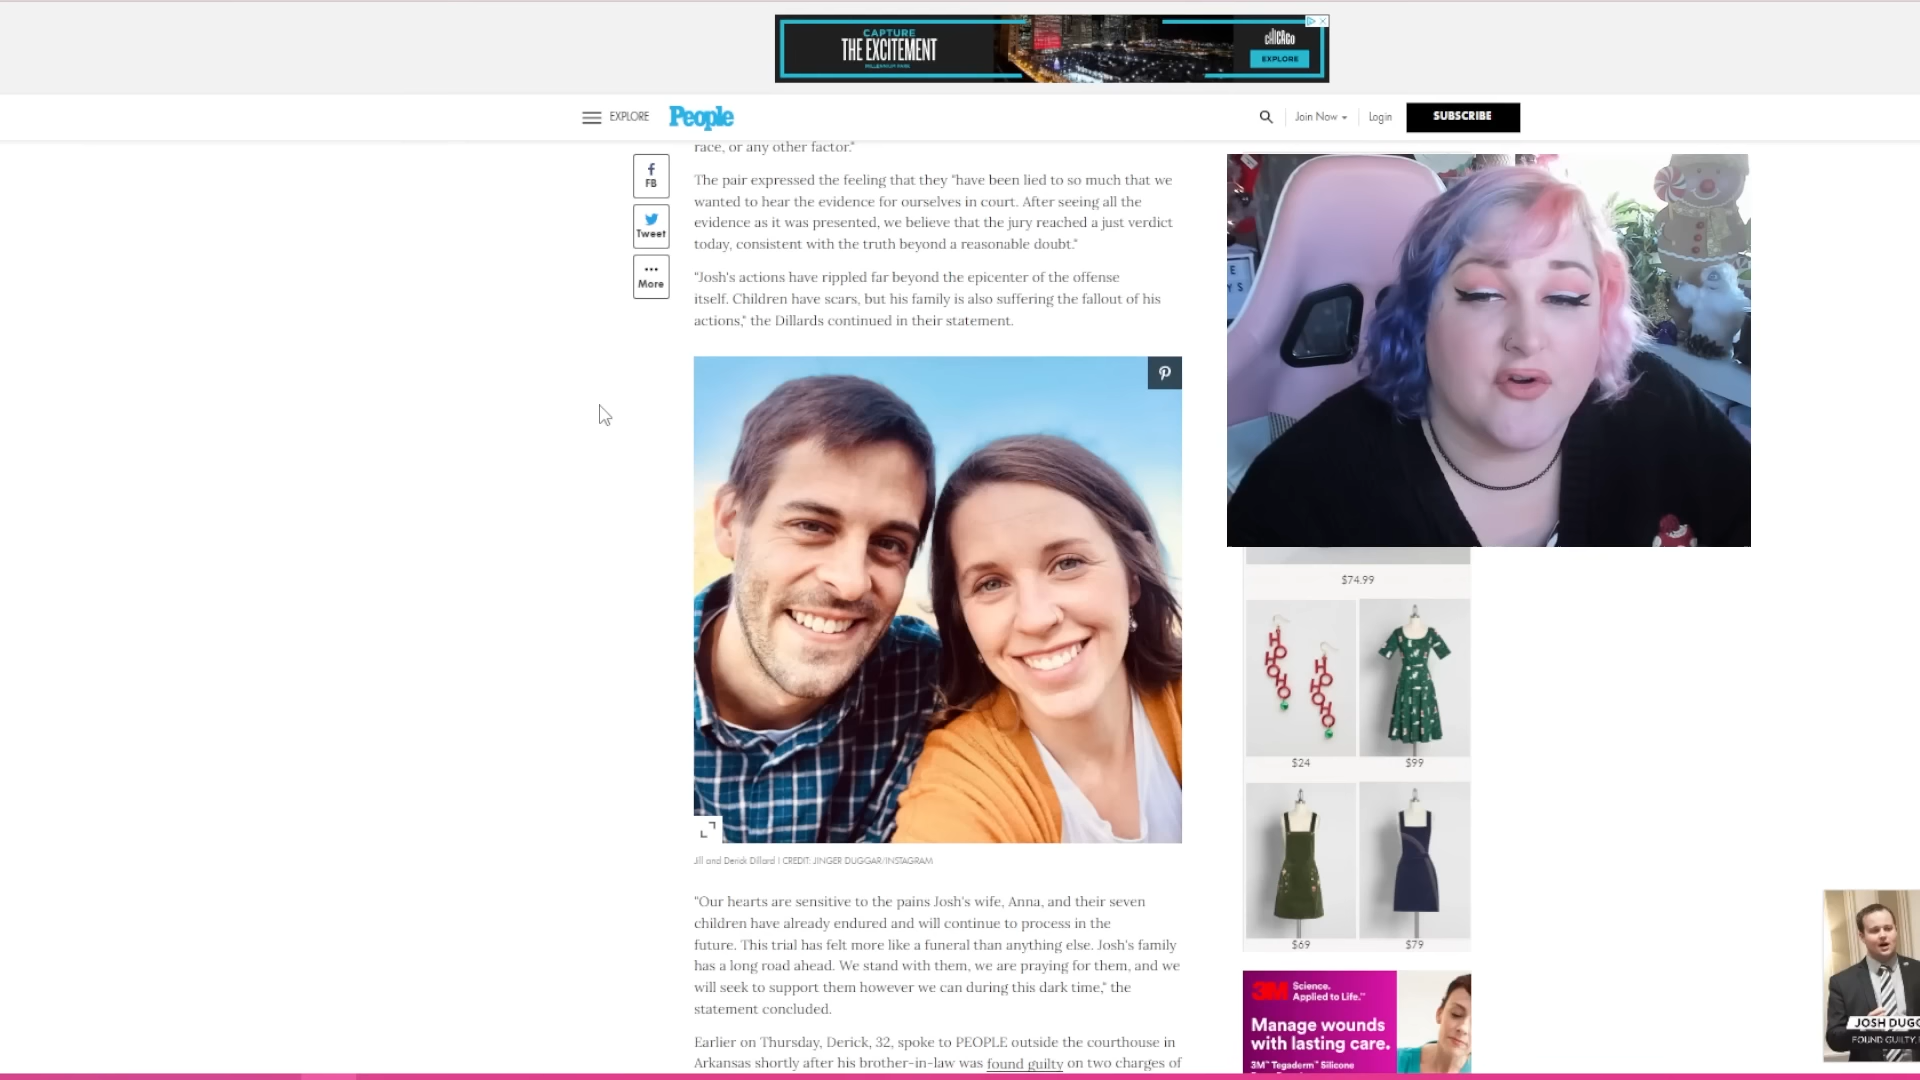 CAPTURE
THE EXCITEMENT
MILLENNIUM PARK
CHICAGO
EXPLORE
EXPLORE
People
Join Now
Login
SUBSCRIBE
FB
Tweet
More
race, or any other factor."
The pair expressed the feeling that they "have been lied to so much that we
wanted to hear the evidence for ourselves in court. After seeing all the
evidence as it was presented, we believe that the jury reached a just verdict
today, consistent with the truth beyond a reasonable doubt."
"Josh's actions have rippled far beyond the epicenter of the offense
itself. Children have scars, but his family is also suffering the fallout of his
actions," the Dillards continued in their statement.
Jill and Derick Dillard | CREDIT: JINGER DUGGAR/INSTAGRAM
"Our hearts are sensitive to the pains Josh's wife, Anna, and their seven
children have already endured and will continue to process in the
future. This trial has felt more like a funeral than anything else. Josh's family
has a long road ahead. We stand with them, we are praying for them, and we
will seek to support them however we can during this dark time," the
statement concluded.
Earlier on Thursday, Derick, 32, spoke to PEOPLE outside the courthouse in
Arkansas shortly after his brother-in-law was found guilty on two charges of
E
Y S
$74.99
HO HO HO
HO HO HO
$24
$99
$69
$79
3M Science.
Applied to Life.™
Manage wounds
with lasting care.
3M™ Tegaderm™ Silicone
JOSH DUGG
FOUND GUILTY,